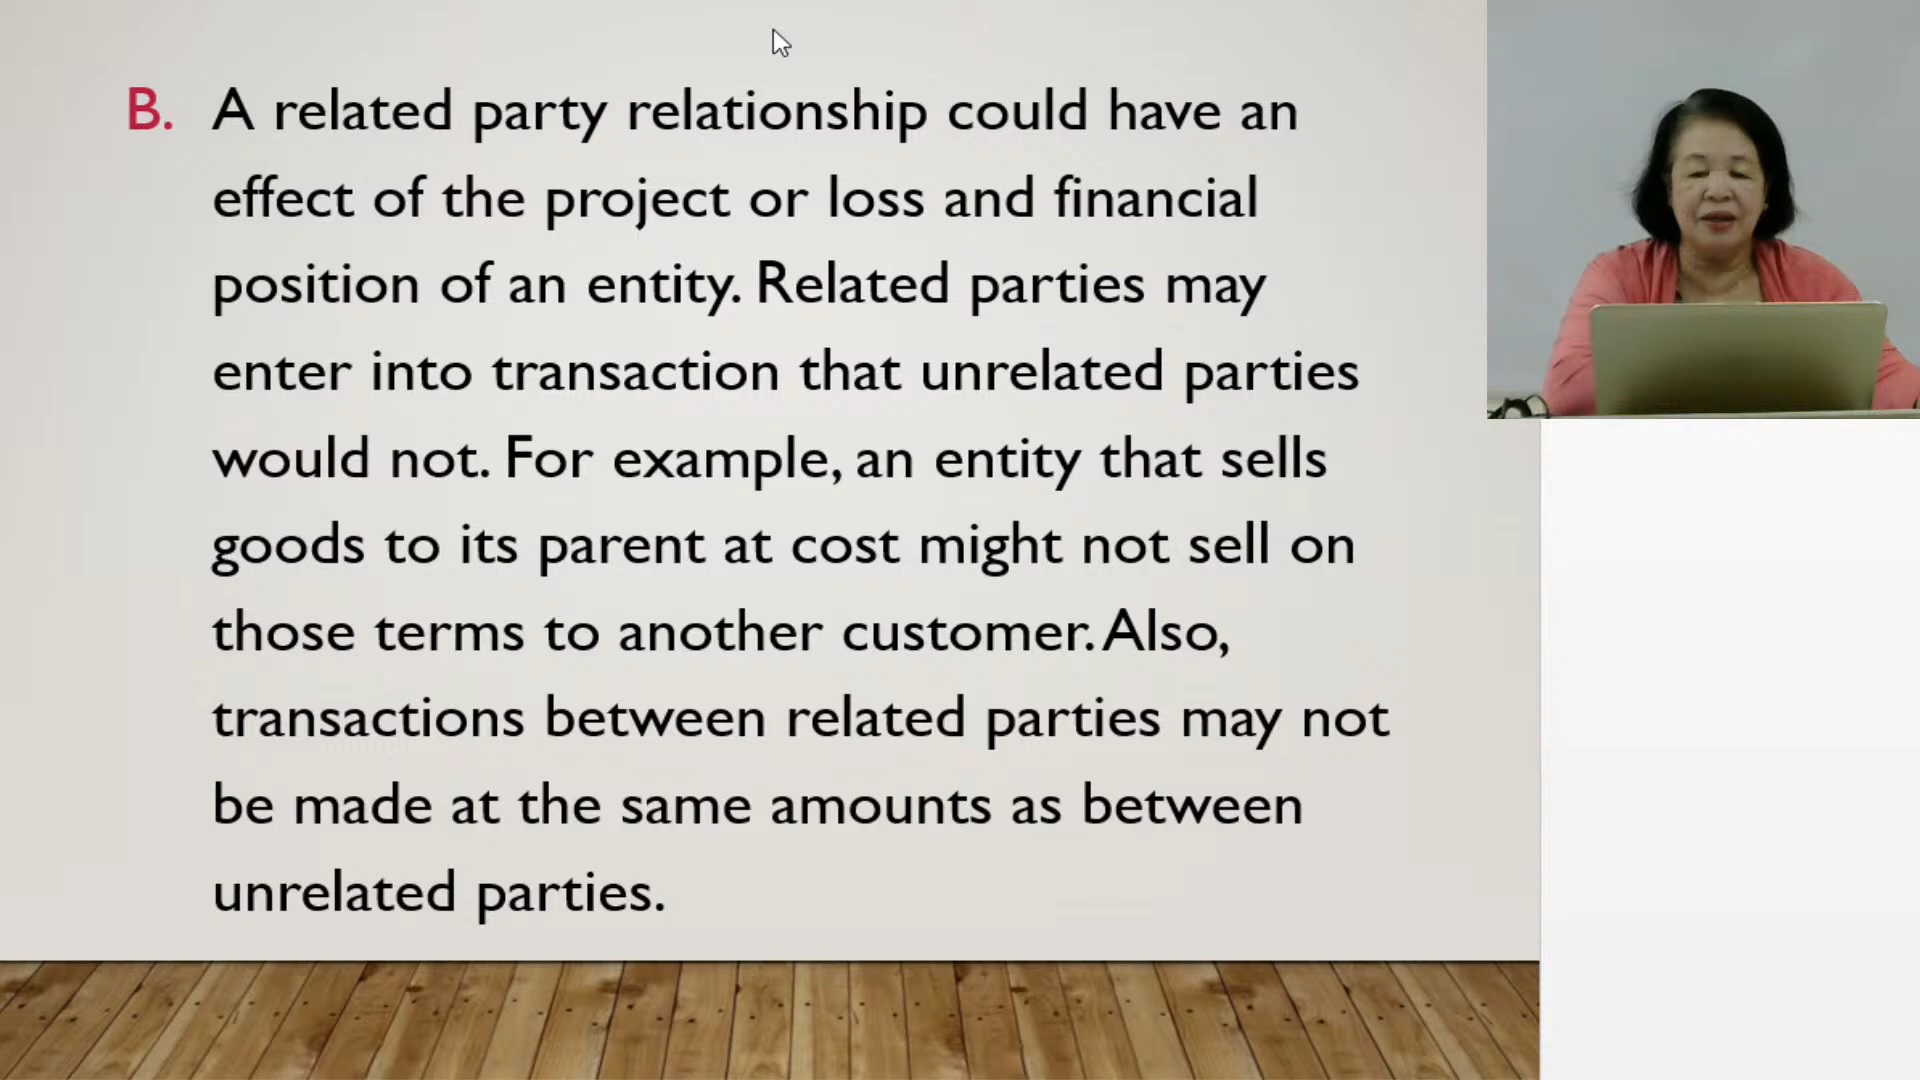 B. A related party relationship could have an
effect of the project or loss and financial
position of an entity. Related parties may
enter into transaction that unrelated parties
would not. For example, an entity that sells
goods to its parent at cost might not sell on
those terms to another customer. Also,
transactions between related parties may not
be made at the same amounts as between
unrelated parties.